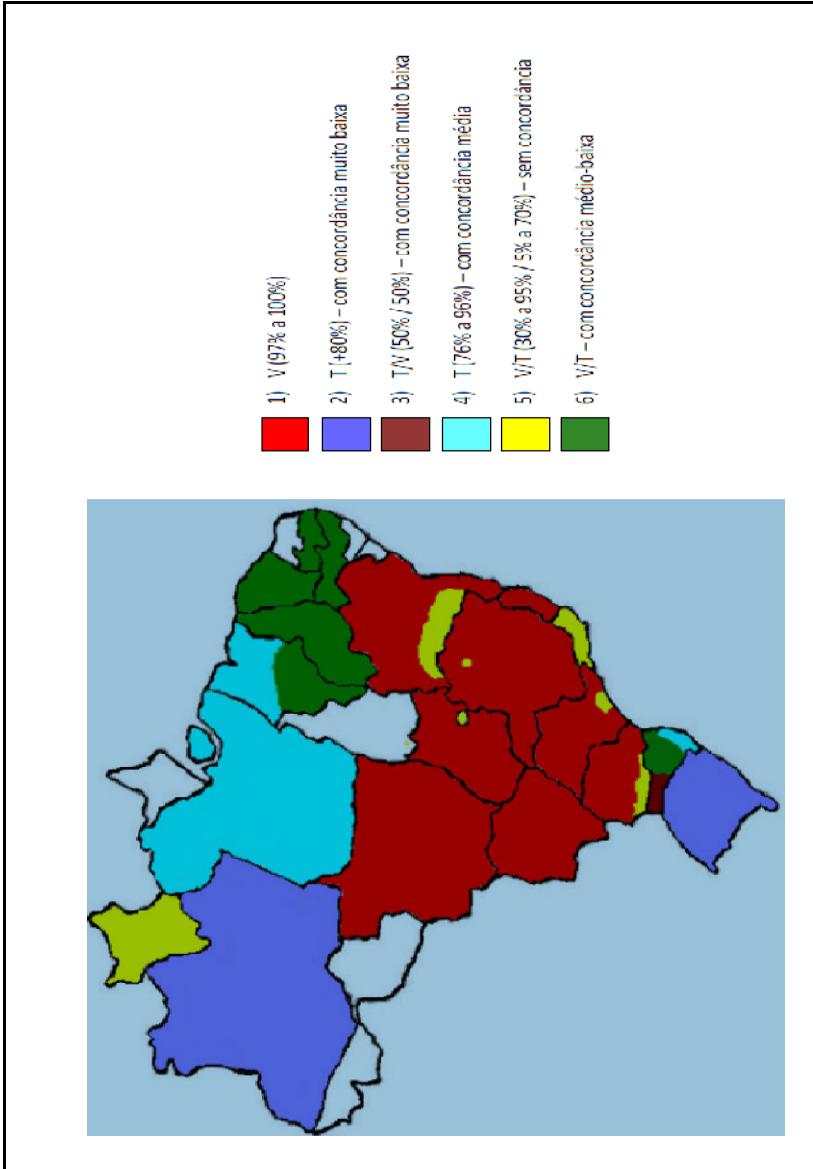 1) V (97% a 100%)
2) T (+80%) – com concordância muito baixa
3) T/V (50% / 50%) – com concordância muito baixa
4) T (76% a 96%) – com concordância média
5) V/T (30% a 95% / 5% a 70%) – sem concordância
6) V/T – com concordância médio-baixa